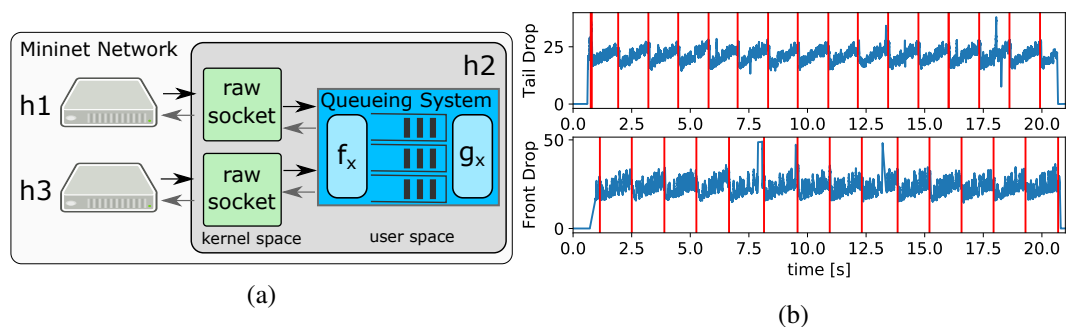 Mininet Network
h1
h3
h2
raw
socket
raw
socket
kernel space
Queueing System
fx
gx
user space
(a)
Tail Drop
25
0
0.0 2.5 5.0 7.5 10.0 12.5 15.0 17.5 20.0
Front Drop
50
25
0
0.0 2.5 5.0 7.5 10.0 12.5 15.0 17.5 20.0
time [s]
(b)